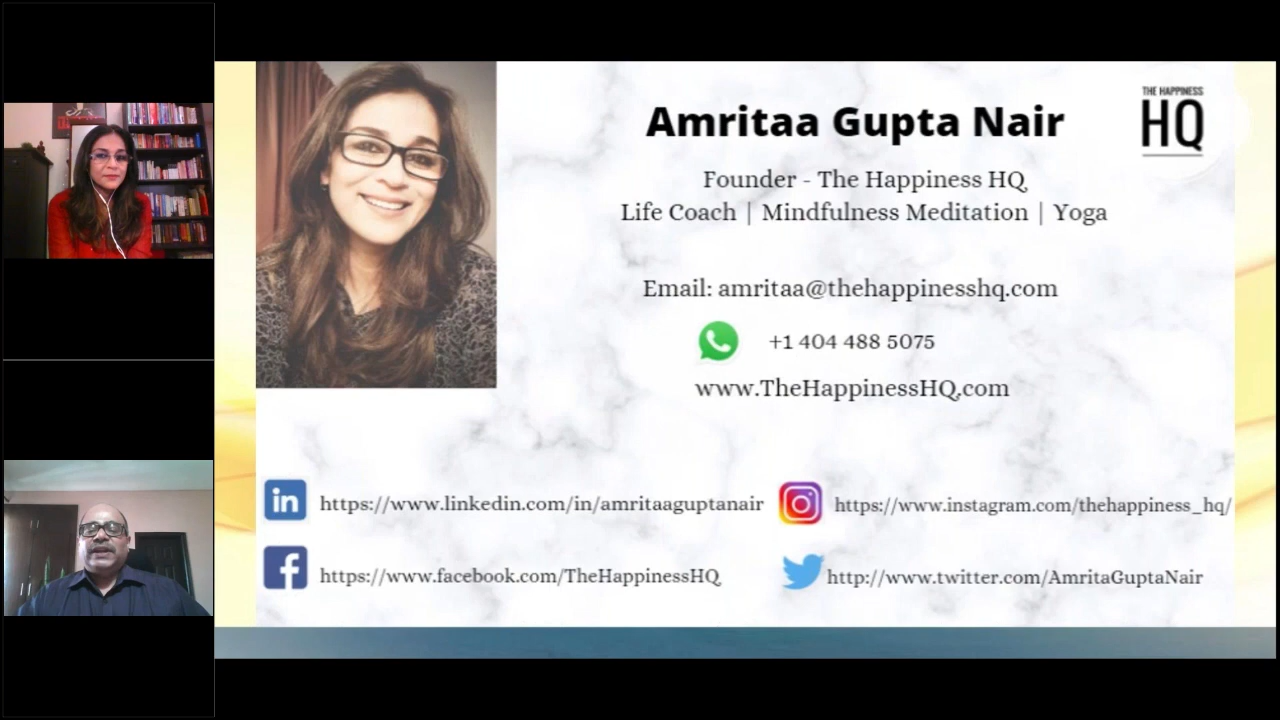 Amritaa Gupta Nair
THE HAPPINESS
HQ
Founder - The Happiness HQ
Life Coach | Mindfulness Meditation | Yoga
Email: amritaa@thehappinesshq.com
+1 404 488 5075
www.TheHappinessHQ.com
in https://www.linkedin.com/in/amritaaguptanair
https://www.instagram.com/thehappiness_hq/
f https://www.facebook.com/TheHappinessHQ
http://www.twitter.com/AmritaGuptaNair